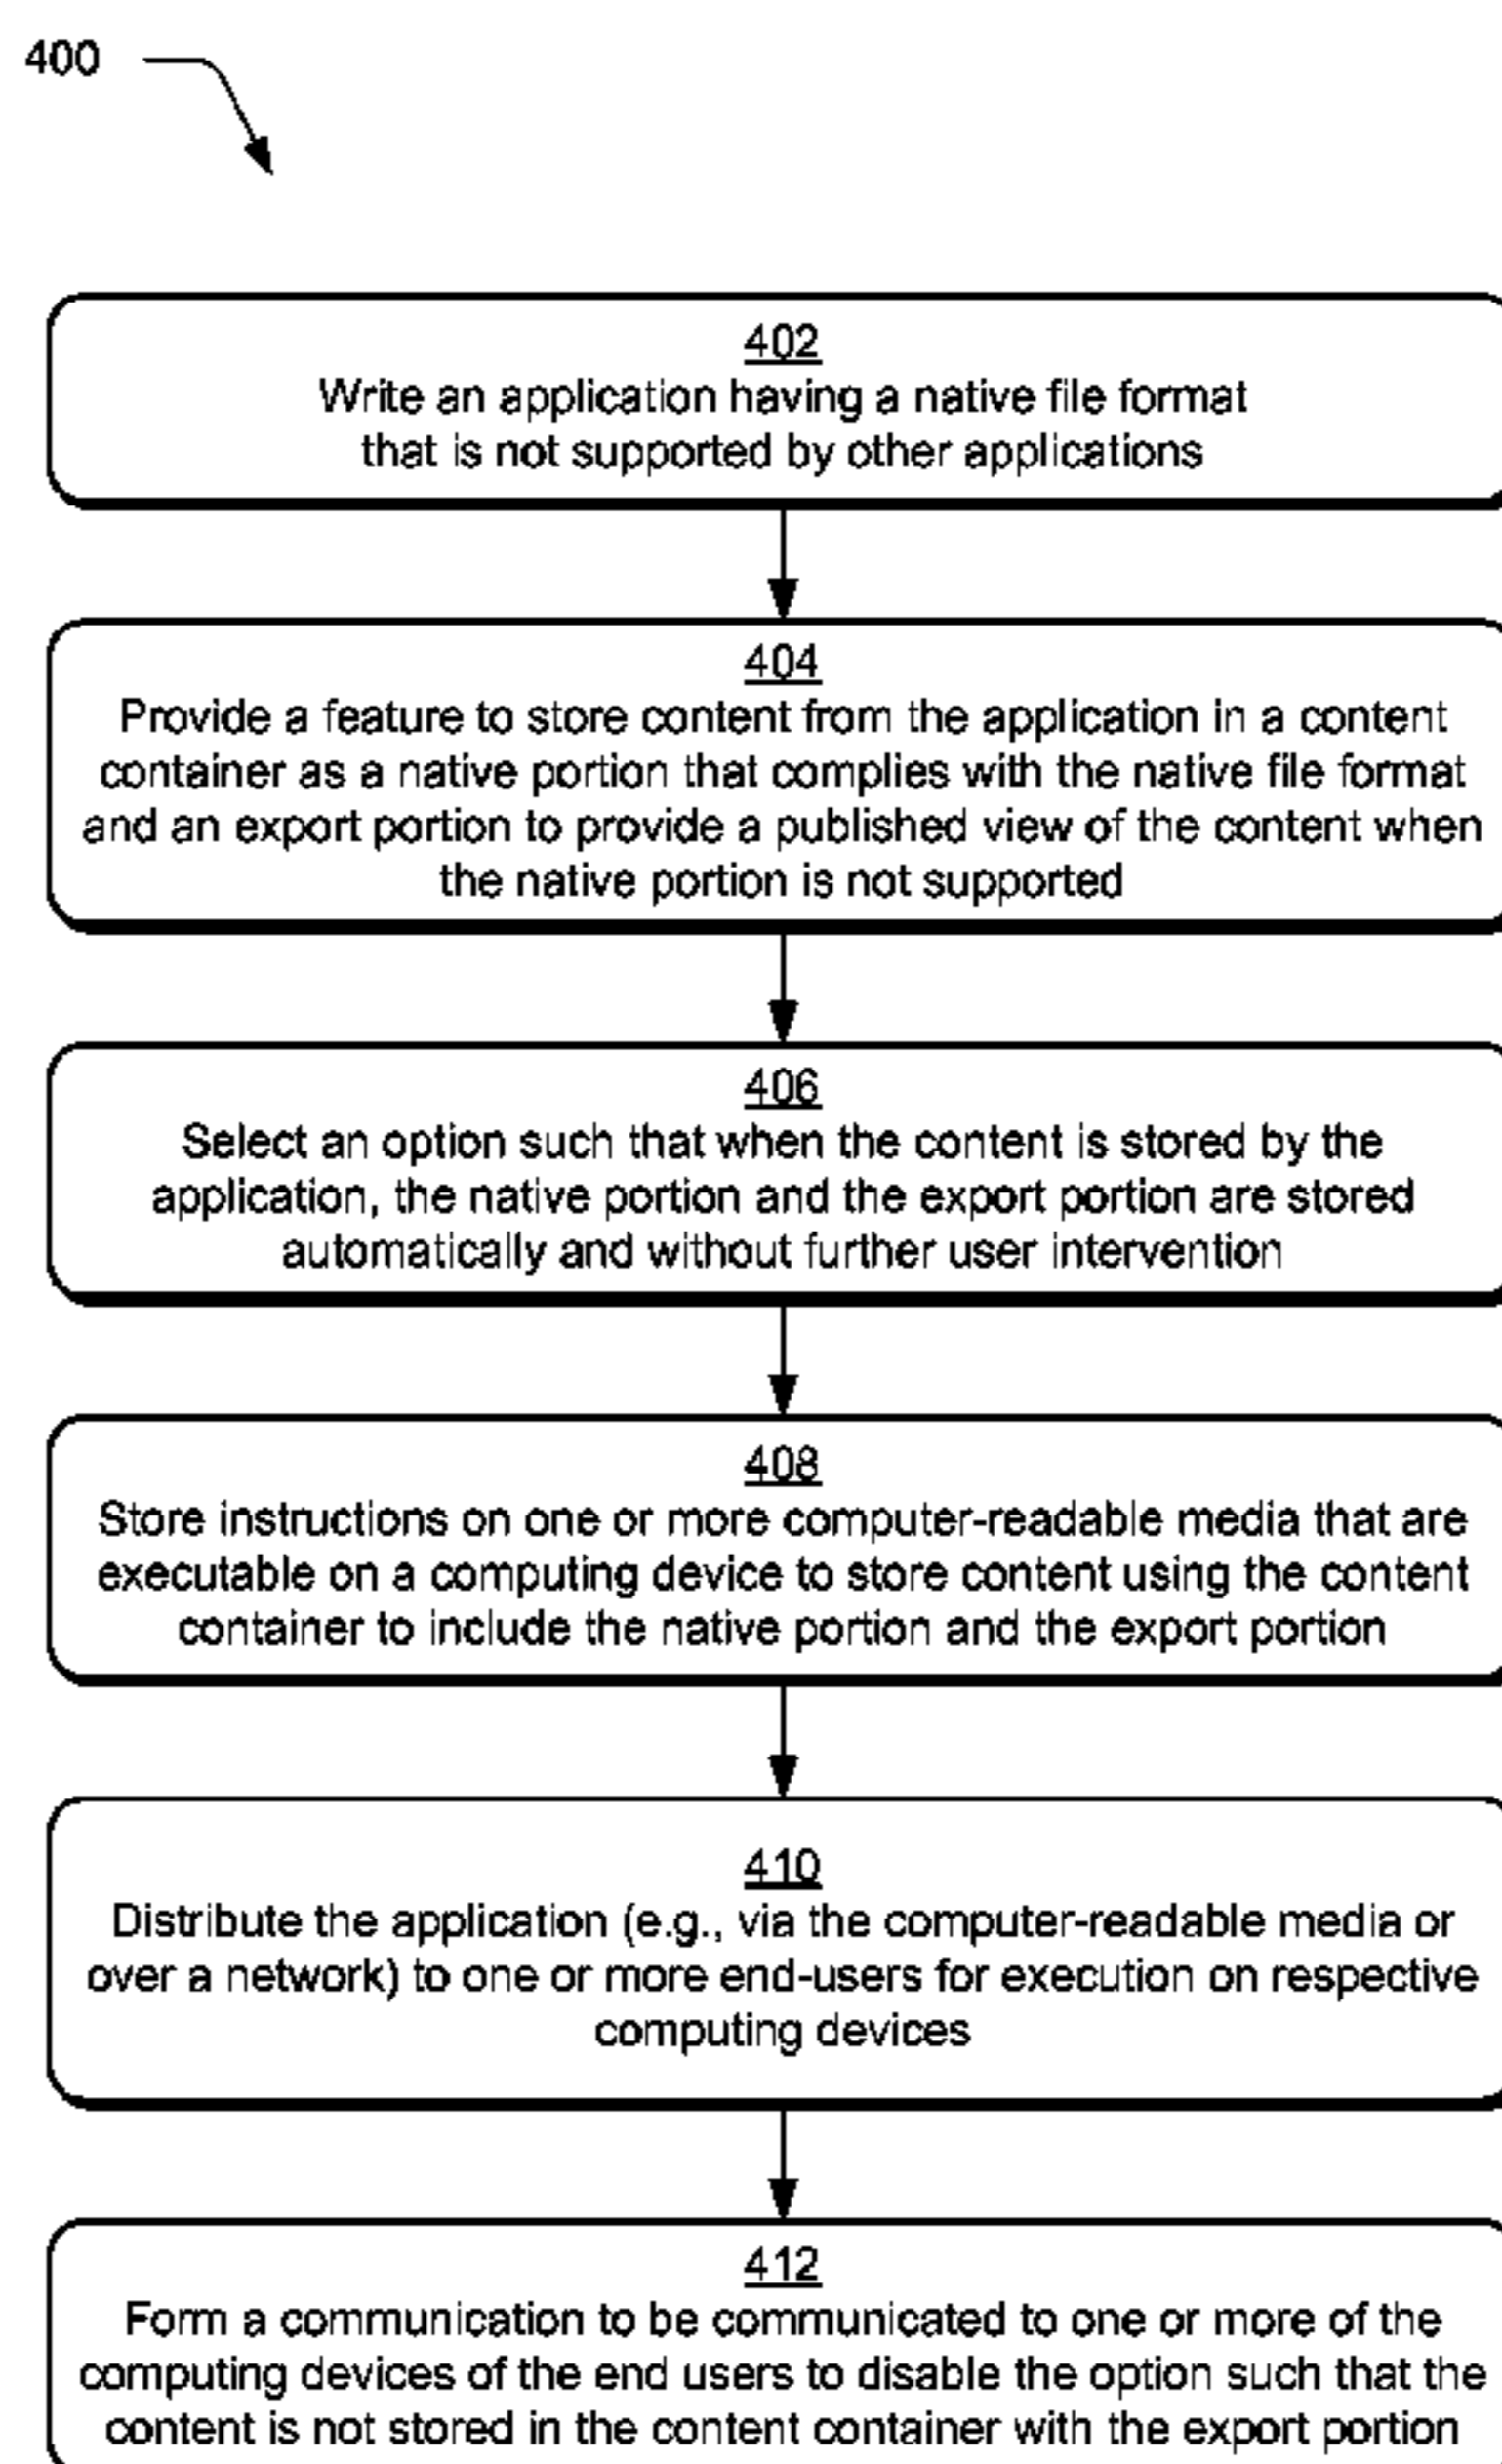 400
402
Write an application having a native file format
that is not supported by other applications
404
Provide a feature to store content from the application in a content
container as a native portion that complies with the native file format
and an export portion to provide a published view of the content when
the native portion is not supported
406
Select an option such that when the content is stored by the
application, the native portion and the export portion are stored
automatically and without further user intervention
408
Store instructions on one or more computer-readable media that are
executable on a computing device to store content using the content
container to include the native portion and the export portion
410
Distribute the application (e.g., via the computer-readable media or
over a network) to one or more end-users for execution on respective
computing devices
412
Form a communication to be communicated to one or more of the
computing devices of the end users to disable the option such that the
content is not stored in the content container with the export portion